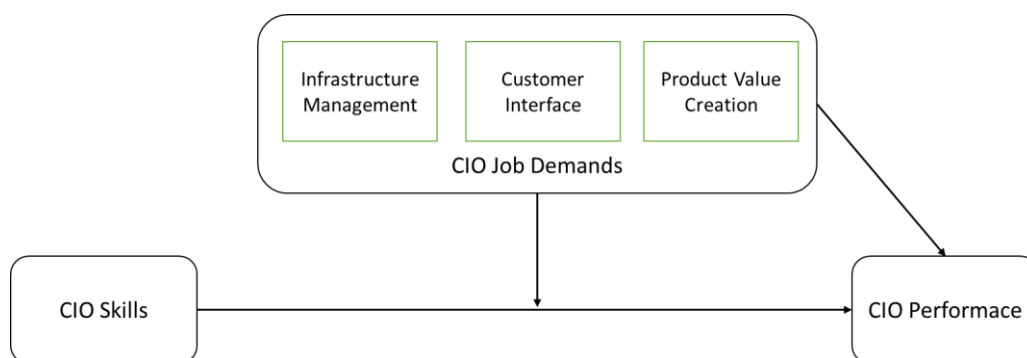 Infrastructure
Management
Customer
Interface
Product Value
Creation
CIO Job Demands
CIO Skills
CIO Performace